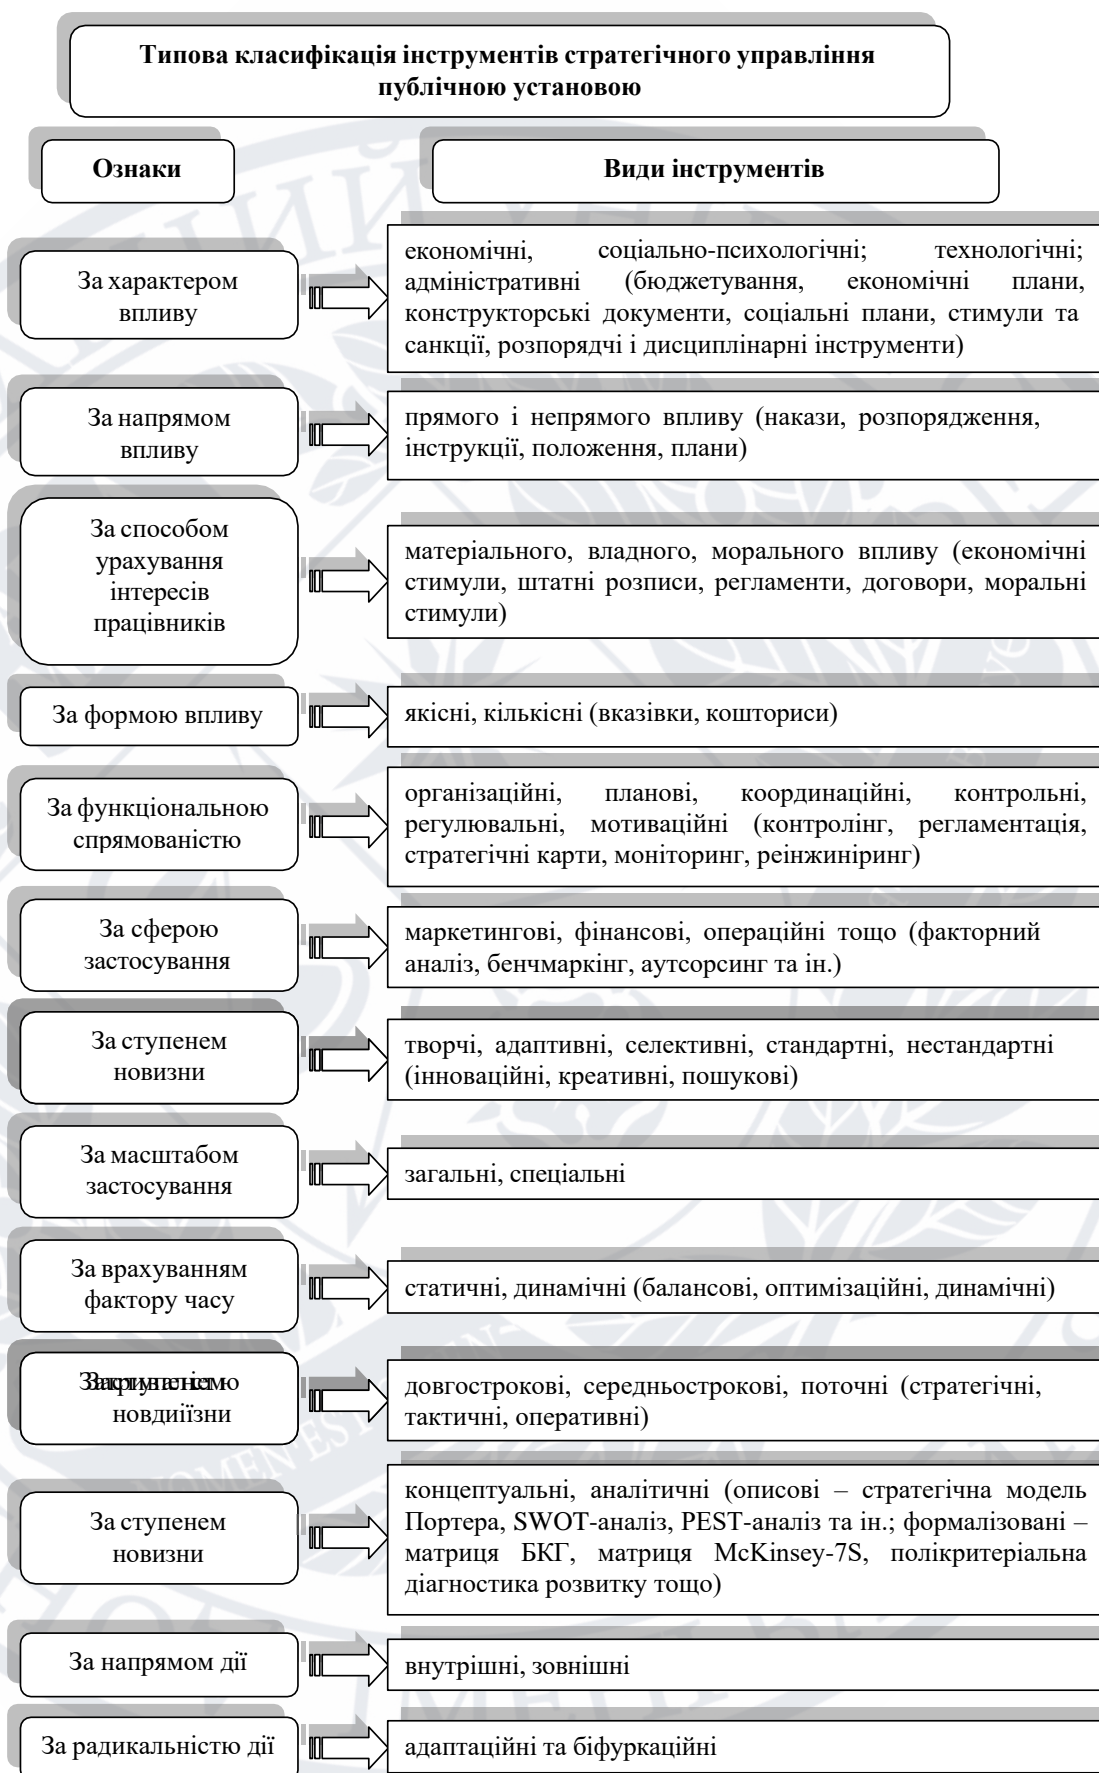 Типова класифікація інструментів стратегічного управління
публічною установою
Ознаки
Види інструментів
За характером
впливу
економічні, соціально-психологічні; технологічні;
адміністративні (бюджетування, економічні плани,
конструкторські документи, соціальні плани, стимули та
санкції, розпорядчі і дисциплінарні інструменти)
За напрямом
впливу
прямого і непрямого впливу (накази, розпорядження,
інструкції, положення, плани)
За способом
урахування
інтересів
працівників
матеріального, владного, морального впливу (економічні
стимули, штатні розписи, регламенти, договори, моральні
стимули)
За формою впливу
якісні, кількісні (вказівки, кошториси)
За функціональною
спрямованістю
організаційні, планові, координаційні, контрольні,
регулювальні, мотиваційні (контролінг, регламентація,
стратегічні карти, моніторинг, реінжиніринг)
За сферою
застосування
маркетингові, фінансові, операційні тощо (факторний
аналіз, бенчмаркінг, аутсорсинг та ін.)
За ступенем
новизни
творчі, адаптивні, селективні, стандартні, нестандартні
(інноваційні, креативні, пошукові)
За масштабом
застосування
загальні, спеціальні
За врахуванням
фактору часу
статичні, динамічні (балансові, оптимізаційні, динамічні)
довгострокові, середньострокові, поточні (стратегічні,
тактичні, оперативні)
За ступенем
новизни
концептуальні, аналітичні (описові – стратегічна модель
Портера, SWOT-аналіз, PEST-аналіз та ін.; формалізовані –
матриця БКГ, матриця McKinsey-7S, полікритеріальна
діагностика розвитку тощо)
За напрямом дії
внутрішні, зовнішні
За радикальністю дії
адаптаційні та біфуркаційні